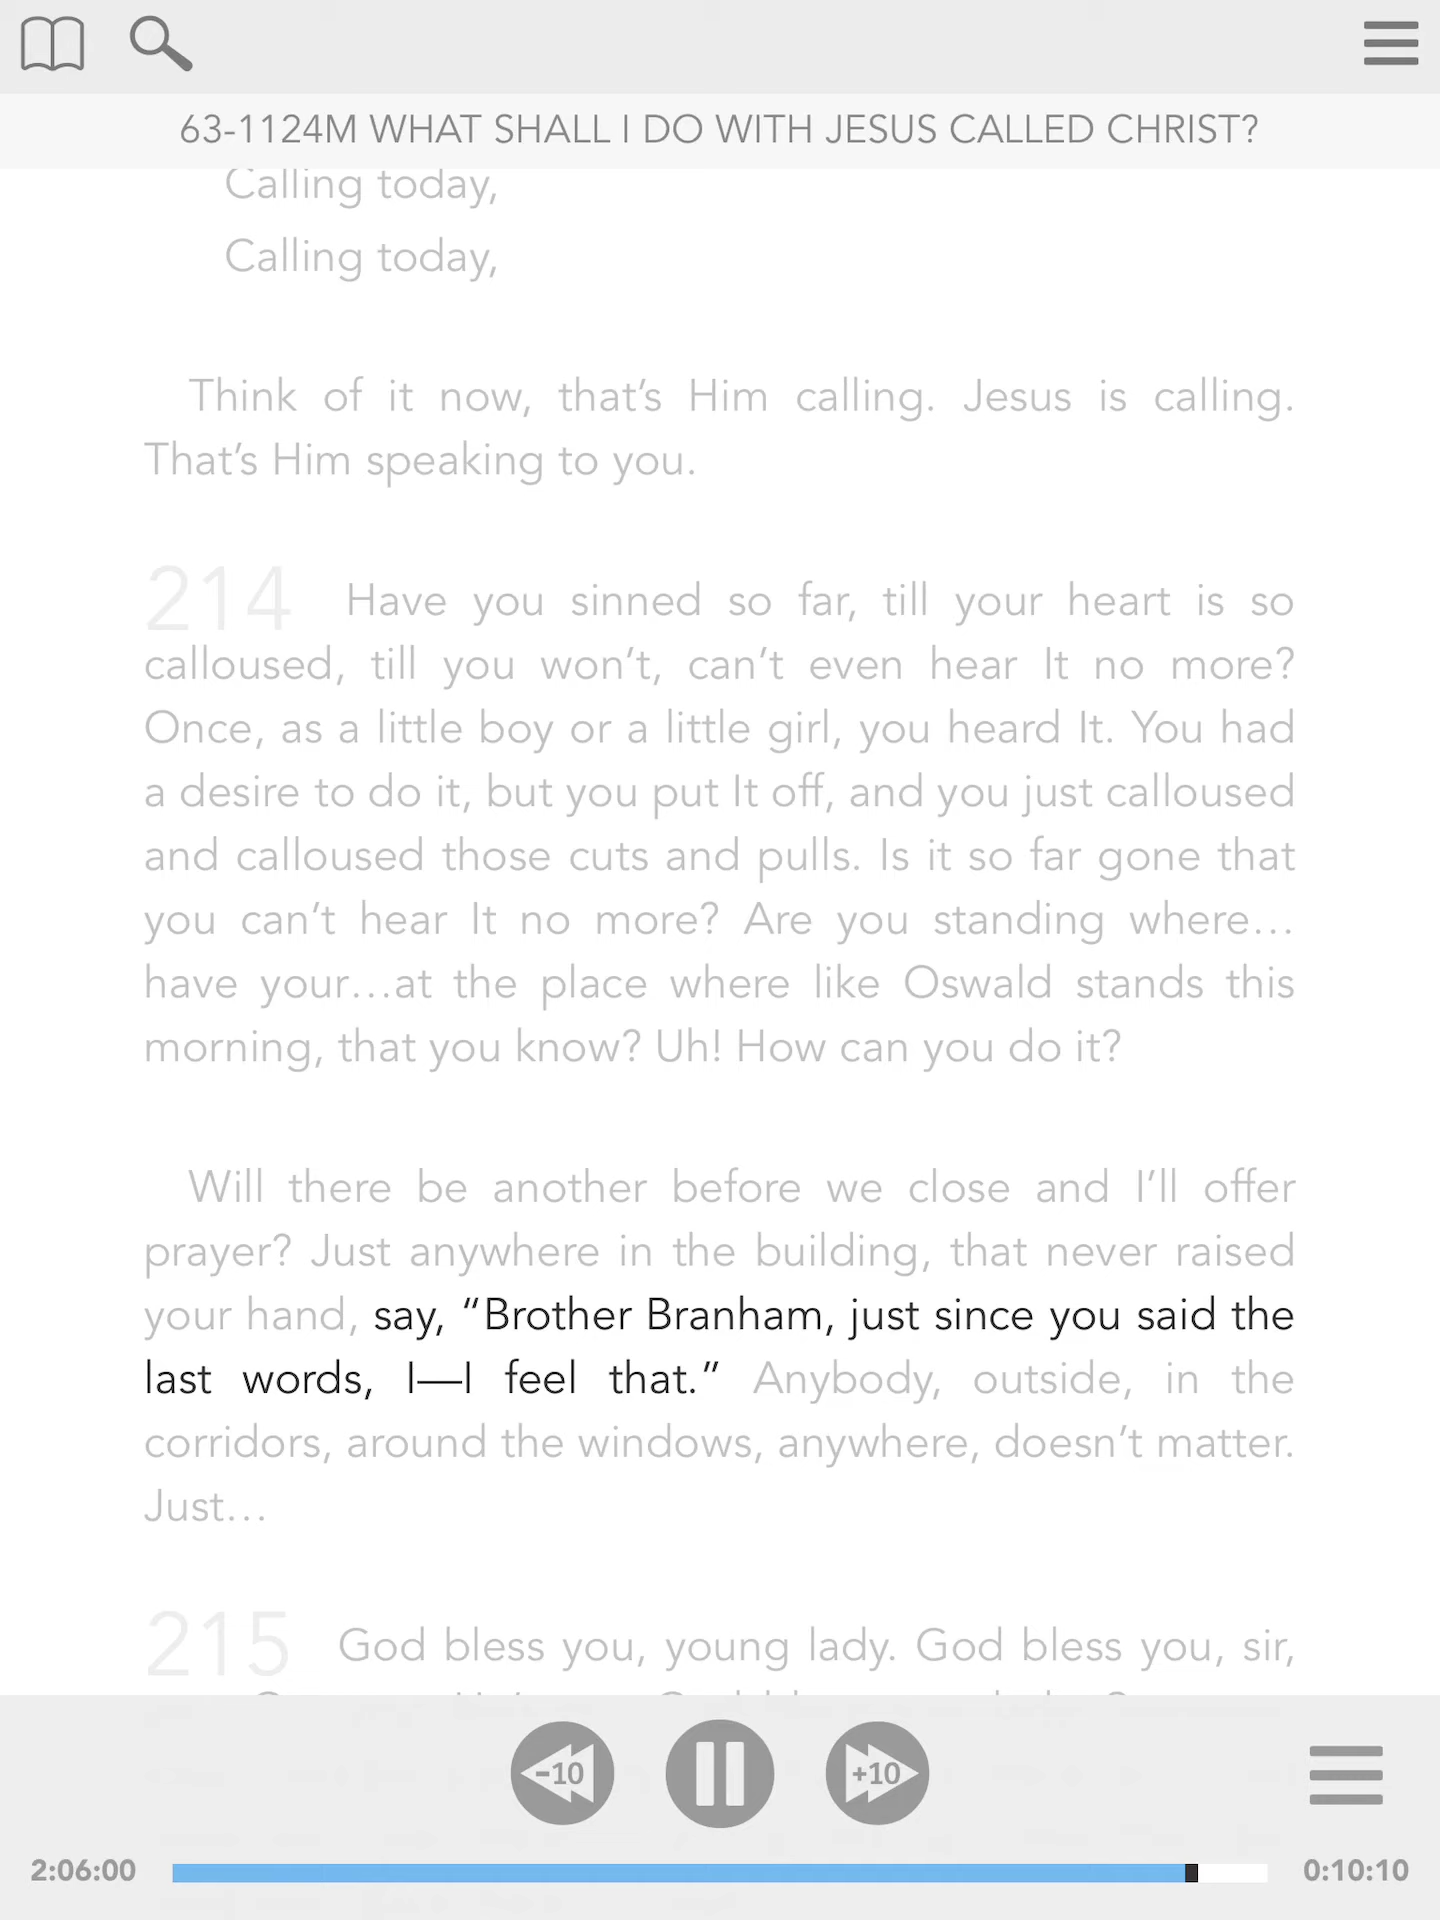 63-1124M WHAT SHALL I DO WITH JESUS CALLED CHRIST?
Calling today,
Calling today,
Think of it now, that’s Him calling. Jesus is calling.
That’s Him speaking to you.
214 Have you sinned so far, till your heart is so
calloused, till you won’t, can’t even hear It no more?
Once, as a little boy or a little girl, you heard It. You had
a desire to do it, but you put It off, and you just calloused
and calloused those cuts and pulls. Is it so far gone that
you can’t hear It no more? Are you standing where…
have your…at the place where like Oswald stands this
morning, that you know? Uh! How can you do it?
Will there be another before we close and I’ll offer
prayer? Just anywhere in the building, that never raised
your hand, say, “Brother Branham, just since you said the
last words, I—I feel that.” Anybody, outside, in the
corridors, around the windows, anywhere, doesn’t matter.
Just…
215 God bless you, young lady. God bless you, sir,
-10
+10
2:06:00
0:10:10